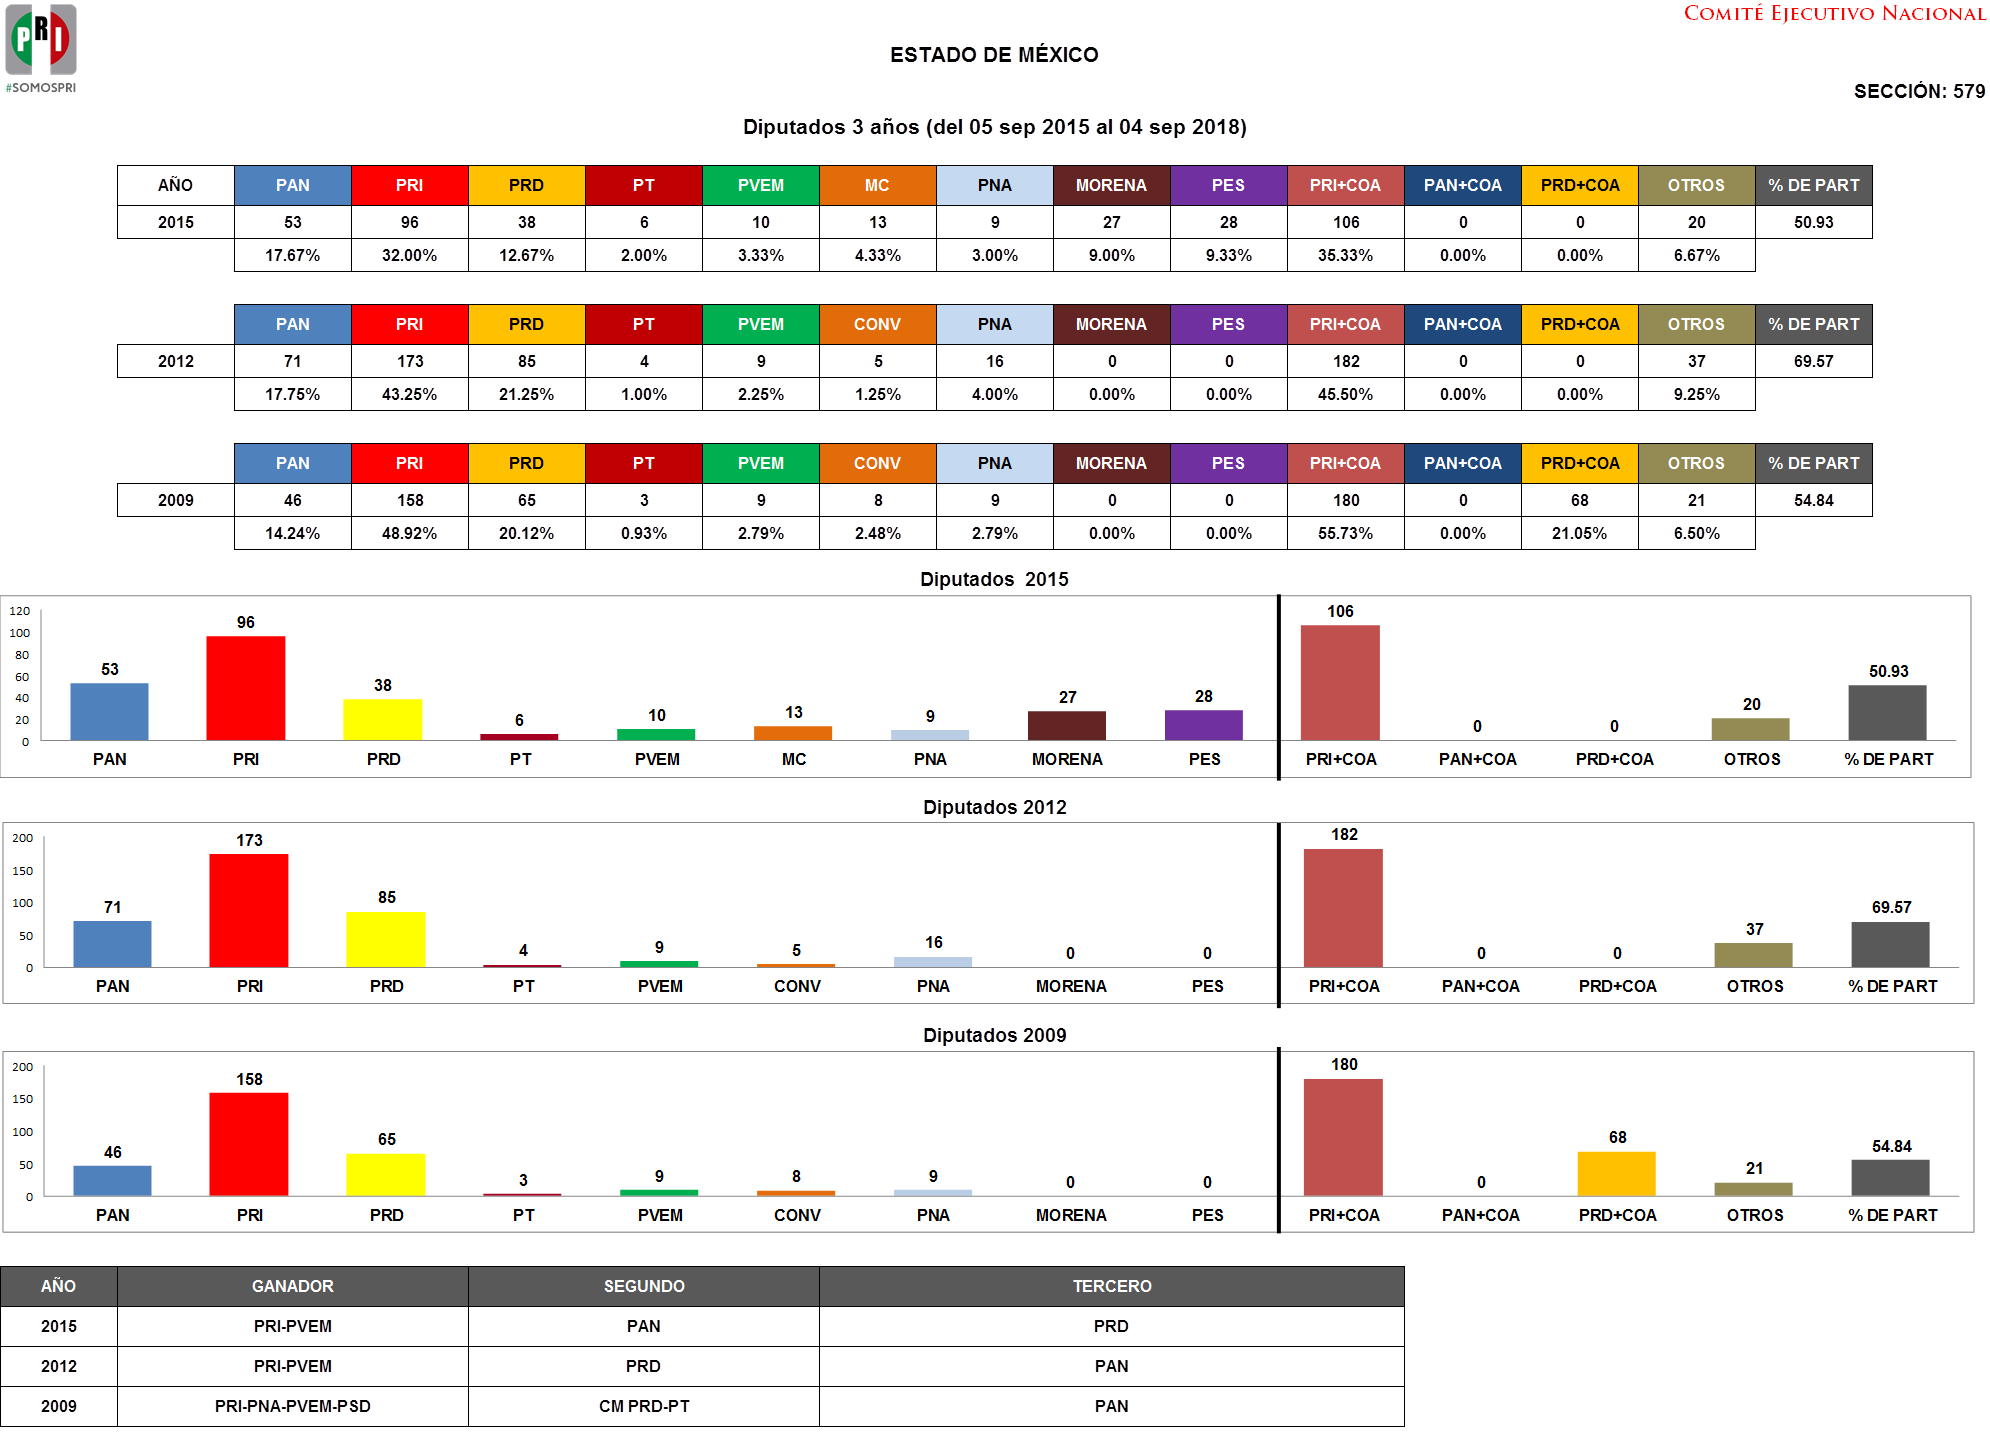 PRI
#SOMOSPRI
COMITÉ EJECUTIVO NACIONAL
ESTADO DE MÉXICO
SECCIÓN: 579
Diputados 3 años (del 05 sep 2015 al 04 sep 2018)
AÑO PAN PRI PRD PT PVEM MC PNA MORENA PES PRI+COA PAN+COA PRD+COA OTROS % DE PART
2015 53 96 38 6 10 13 9 27 28 106 0 0 20 50.93
17.67% 32.00% 12.67% 2.00% 3.33% 4.33% 3.00% 9.00% 9.33% 35.33% 0.00% 0.00% 6.67%
PAN PRI PRD PT PVEM CONV PNA MORENA PES PRI+COA PAN+COA PRD+COA OTROS % DE PART
2012 71 173 85 4 9 5 16 0 0 182 0 0 37 69.57
17.75% 43.25% 21.25% 1.00% 2.25% 1.25% 4.00% 0.00% 0.00% 45.50% 0.00% 0.00% 9.25%
PAN PRI PRD PT PVEM CONV PNA MORENA PES PRI+COA PAN+COA PRD+COA OTROS % DE PART
2009 46 158 65 3 9 8 9 0 0 180 0 68 21 54.84
14.24% 48.92% 20.12% 0.93% 2.79% 2.48% 2.79% 0.00% 0.00% 55.73% 0.00% 21.05% 6.50%
Diputados 2015
120
100
80
60
40
20
0
53 96 38 6 10 13 9 27 28 106 0 0 20 50.93
PAN PRI PRD PT PVEM MC PNA MORENA PES PRI+COA PAN+COA PRD+COA OTROS % DE PART
Diputados 2012
200
150
100
50
0
71 173 85 4 9 5 16 0 0 182 0 0 37 69.57
PAN PRI PRD PT PVEM CONV PNA MORENA PES PRI+COA PAN+COA PRD+COA OTROS % DE PART
Diputados 2009
200
150
100
50
0
46 158 65 3 9 8 9 0 0 180 0 68 21 54.84
PAN PRI PRD PT PVEM CONV PNA MORENA PES PRI+COA PAN+COA PRD+COA OTROS % DE PART
AÑO GANADOR SEGUNDO TERCERO
2015 PRI-PVEM PAN PRD
2012 PRI-PVEM PRD PAN
2009 PRI-PNA-PVEM-PSD CM PRD-PT PAN